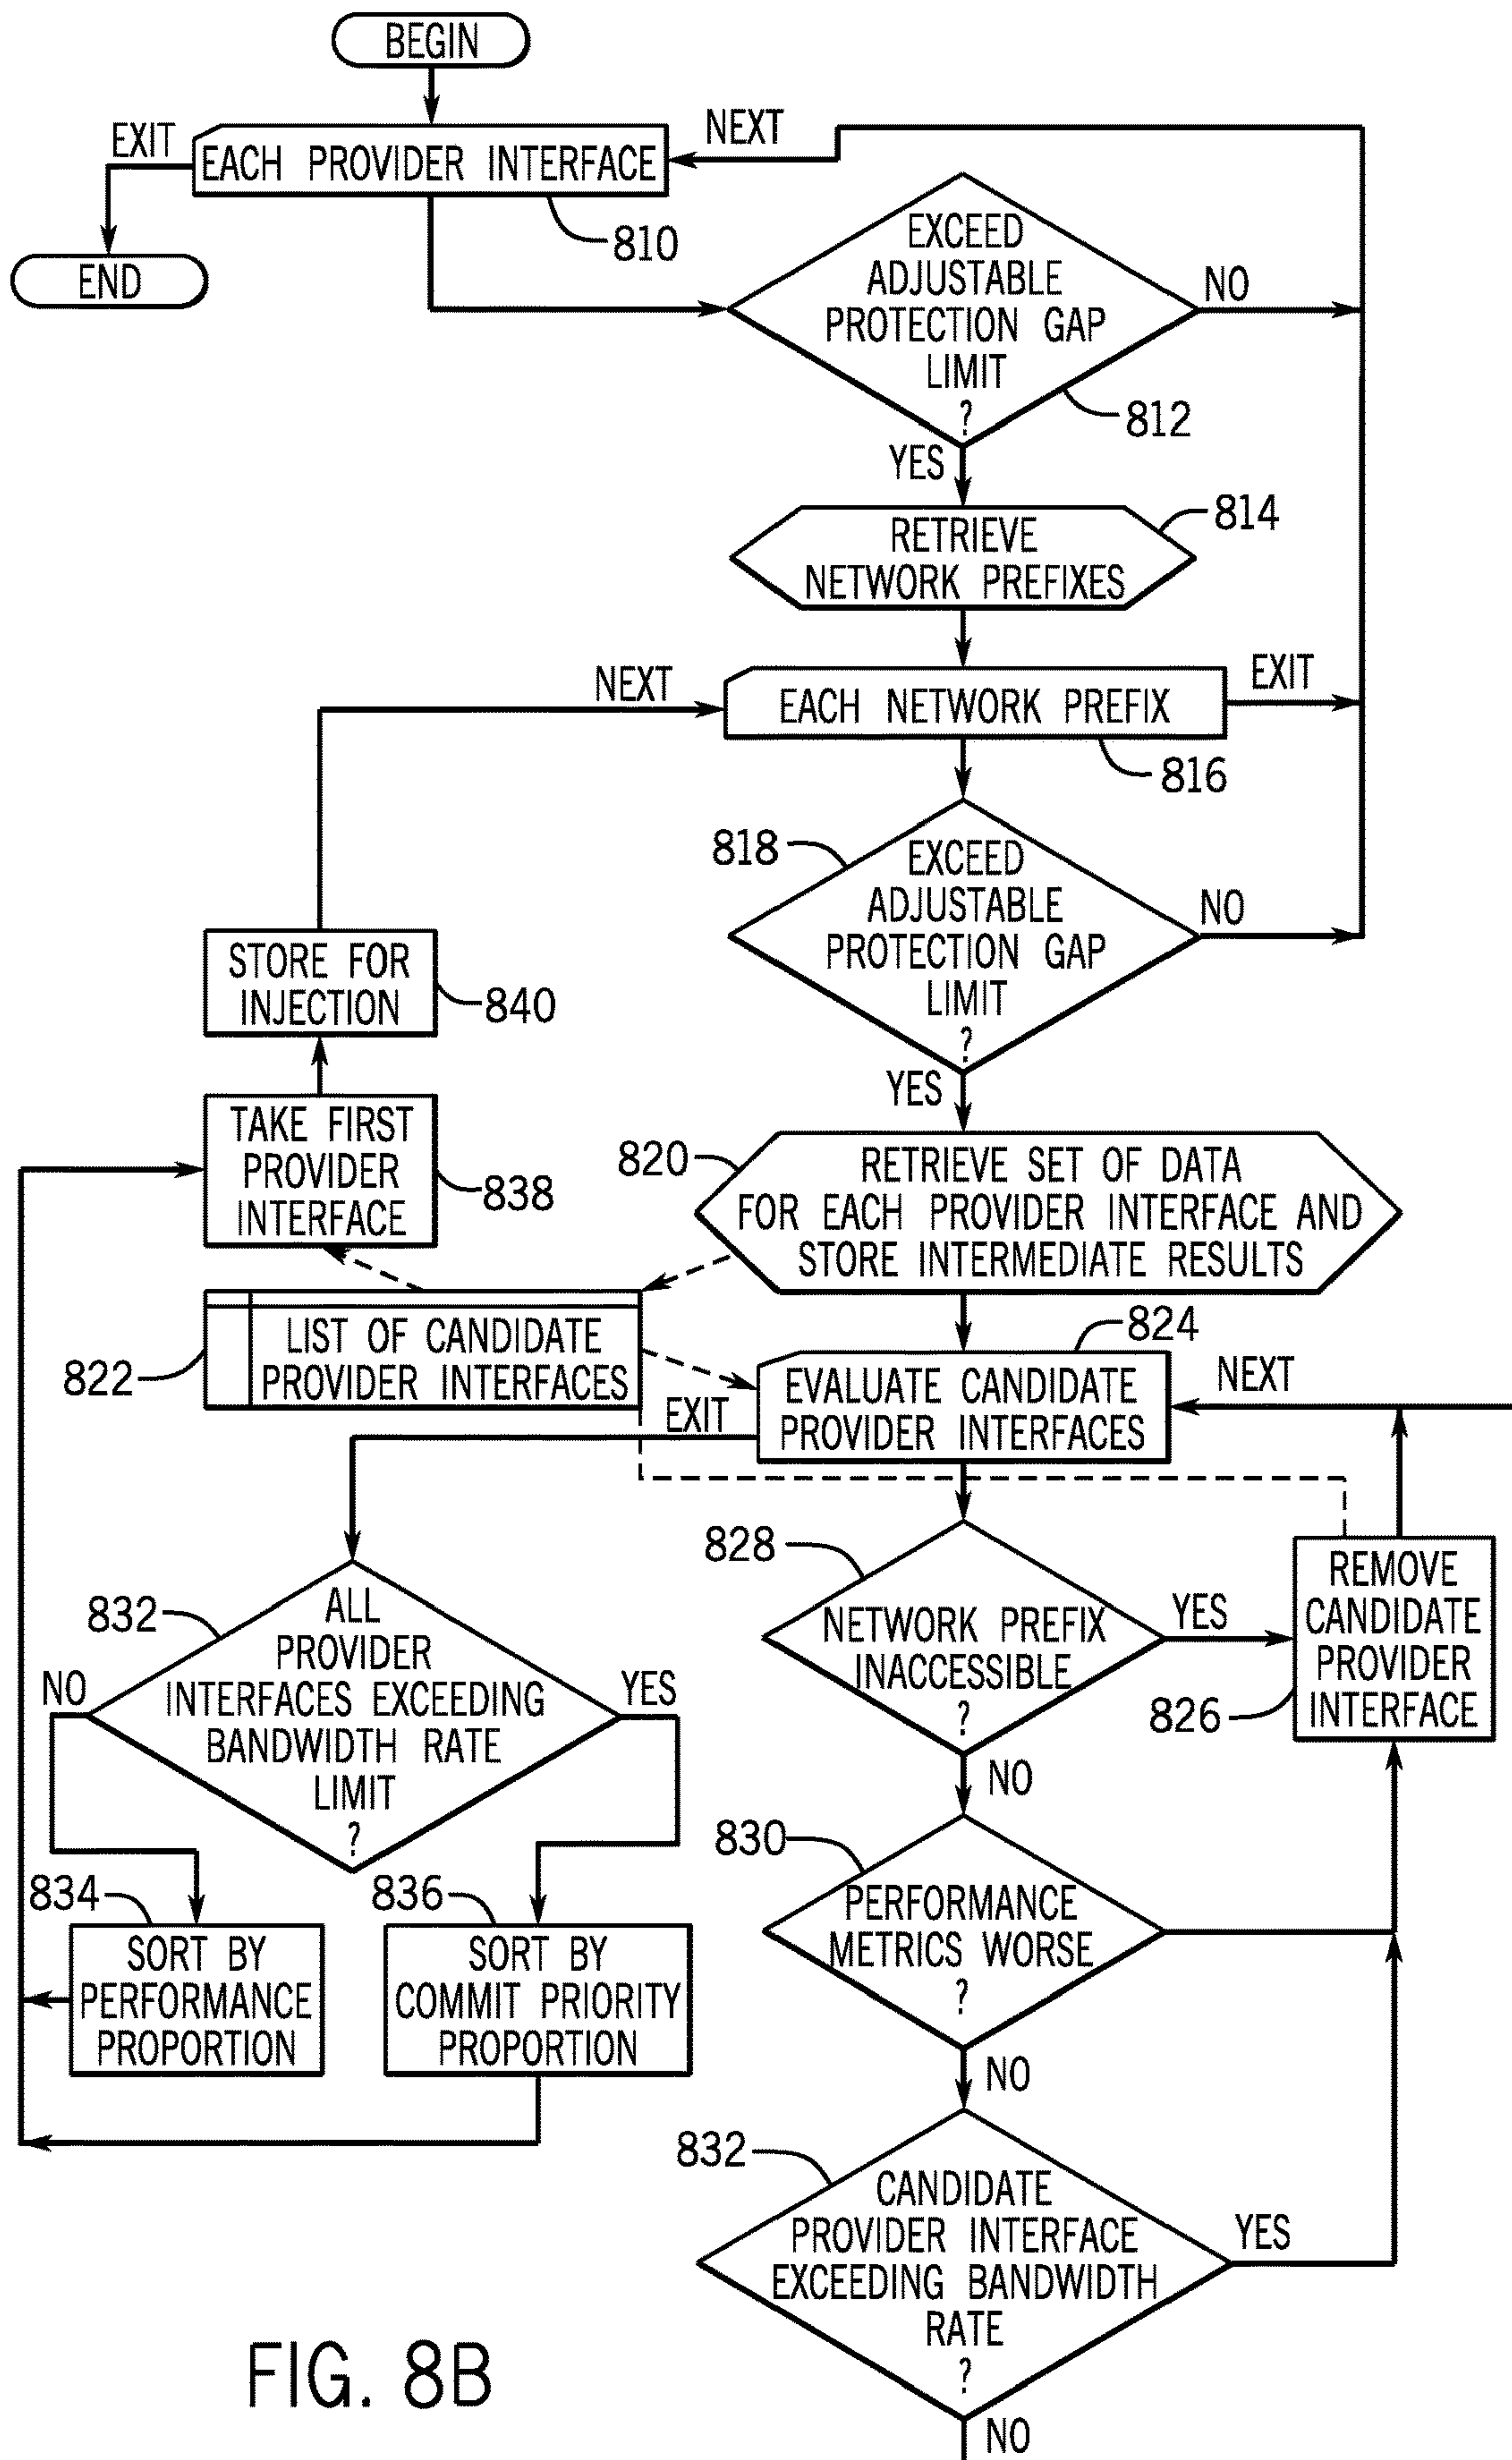 BEGIN
EXIT
NEXT
EACH PROVIDER INTERFACE
810
END
EXCEED
ADJUSTABLE
PROTECTION GAP
LIMIT
?
NO
812
YES
814
RETRIEVE
NETWORK PREFIXES
NEXT
EXIT
EACH NETWORK PREFIX
816
818
EXCEED
ADJUSTABLE
PROTECTION GAP
LIMIT
?
NO
STORE FOR
INJECTION
840
YES
TAKE FIRST
PROVIDER
INTERFACE
838
820
RETRIEVE SET OF DATA
FOR EACH PROVIDER INTERFACE AND
STORE INTERMEDIATE RESULTS
LIST OF CANDIDATE
PROVIDER INTERFACES
822
824
EVALUATE CANDIDATE
PROVIDER INTERFACES
NEXT
EXIT
828
NETWORK PREFIX
INACCESSIBLE
?
YES
REMOVE
CANDIDATE
PROVIDER
INTERFACE
826
832
ALL
PROVIDER
INTERFACES EXCEEDING
BANDWIDTH RATE
LIMIT
?
NO
YES
NO
830
PERFORMANCE
METRICS WORSE
?
834
SORT BY
PERFORMANCE
PROPORTION
836
SORT BY
COMMIT PRIORITY
PROPORTION
NO
832
CANDIDATE
PROVIDER INTERFACE
EXCEEDING BANDWIDTH
RATE
?
YES
NO
FIG. 8B